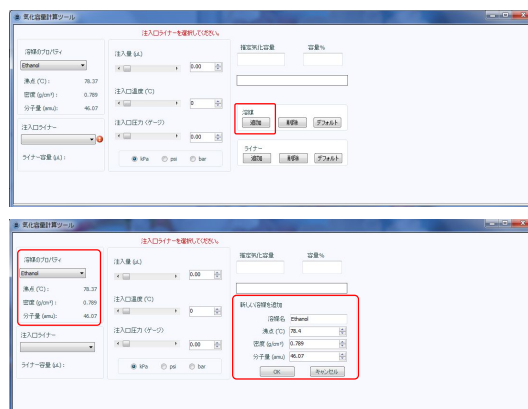 気化容量計算ツール
注入口ライナーを選択してください。
溶媒のプロパティ
Ethanol
沸点 (℃): 78.37
密度 (g/cm³): 0.789
分子量 (amu): 46.07
注入口ライナー
ライナー容量 (µL):
注入量 (µL)
0.00
注入口温度 (℃)
0
注入口圧力 (ゲージ)
0.00
kPa psi bar
推定気化容量 容量%
溶媒
追加 削除 デフォルト
ライナー
追加 削除 デフォルト
気化容量計算ツール
注入口ライナーを選択してください。
溶媒のプロパティ
Ethanol
沸点 (℃): 78.37
密度 (g/cm³): 0.789
分子量 (amu): 46.07
注入口ライナー
ライナー容量 (µL):
注入量 (µL)
0.00
注入口温度 (℃)
0
注入口圧力 (ゲージ)
0.00
kPa psi bar
推定気化容量 容量%
新しい溶媒を追加
溶媒名 Ethanol
沸点 (℃) 78.4
密度 (g/cm³) 0.789
分子量 (amu) 46.07
OK キャンセル